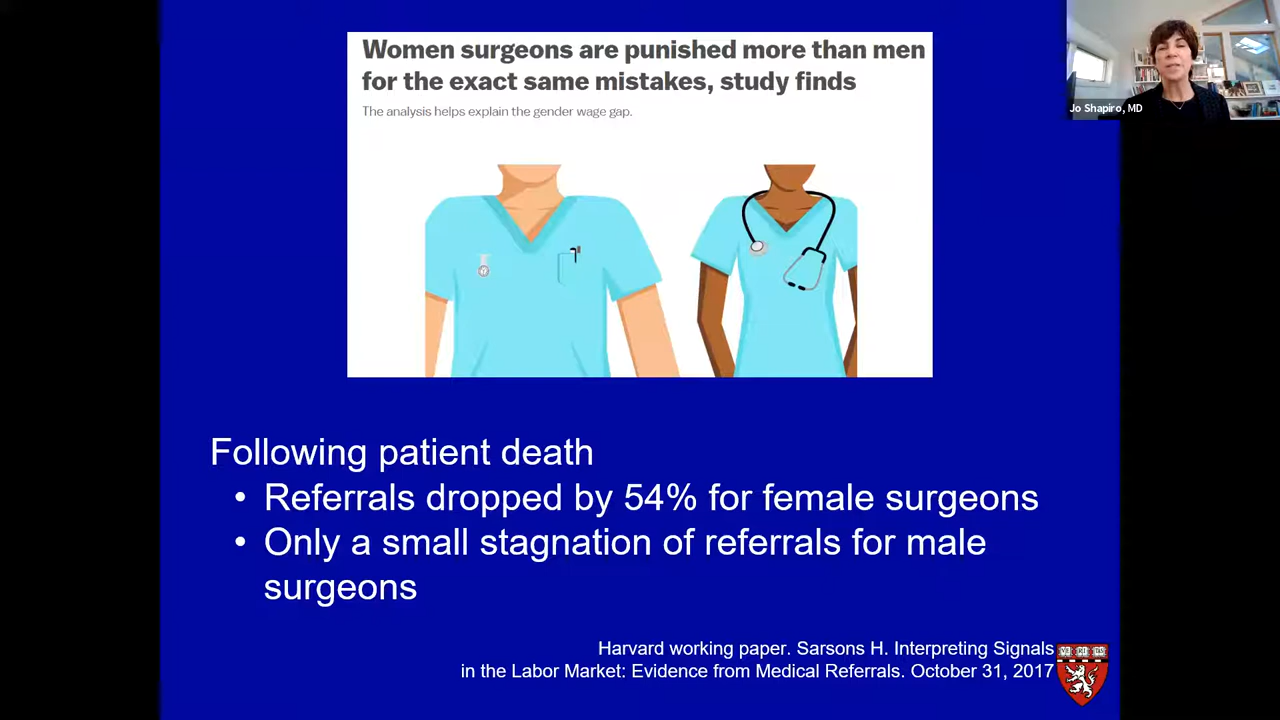 Women surgeons are punished more than men
for the exact same mistakes, study finds
The analysis helps explain the gender wage gap.
Jo Shapiro, MD
Following patient death
• Referrals dropped by 54% for female surgeons
• Only a small stagnation of referrals for male
surgeons
Harvard working paper. Sarsons H. Interpreting Signals
in the Labor Market: Evidence from Medical Referrals. October 31, 2017